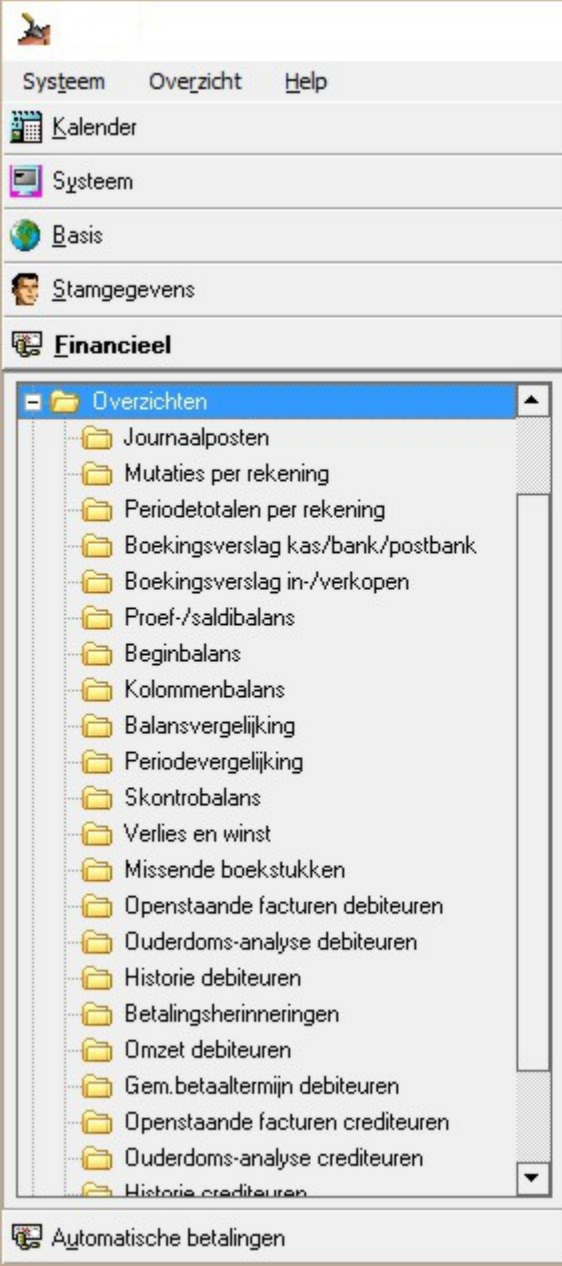 Systeem Overzicht Help
Kalender
Systeem
Basis
Stamgegevens
Financieel
Overzichten
Journaalposten
Mutaties per rekening
Periodetotalen per rekening
Boekingsverslag kas/bank/postbank
Boekingsverslag in-/verkopen
Proef-/saldibalans
Beginbalans
Kolommenbalans
Balansvergelijking
Periodevergelijking
Skontrobalans
Verlies en winst
Missende boekstukken
Openstaande facturen debiteuren
Ouderdoms-analyse debiteuren
Historie debiteuren
Betalingsherinneringen
Omzet debiteuren
Gem.betaaltermijn debiteuren
Openstaande facturen crediteuren
Ouderdoms-analyse crediteuren
Historie crediteuren
Automatische betalingen